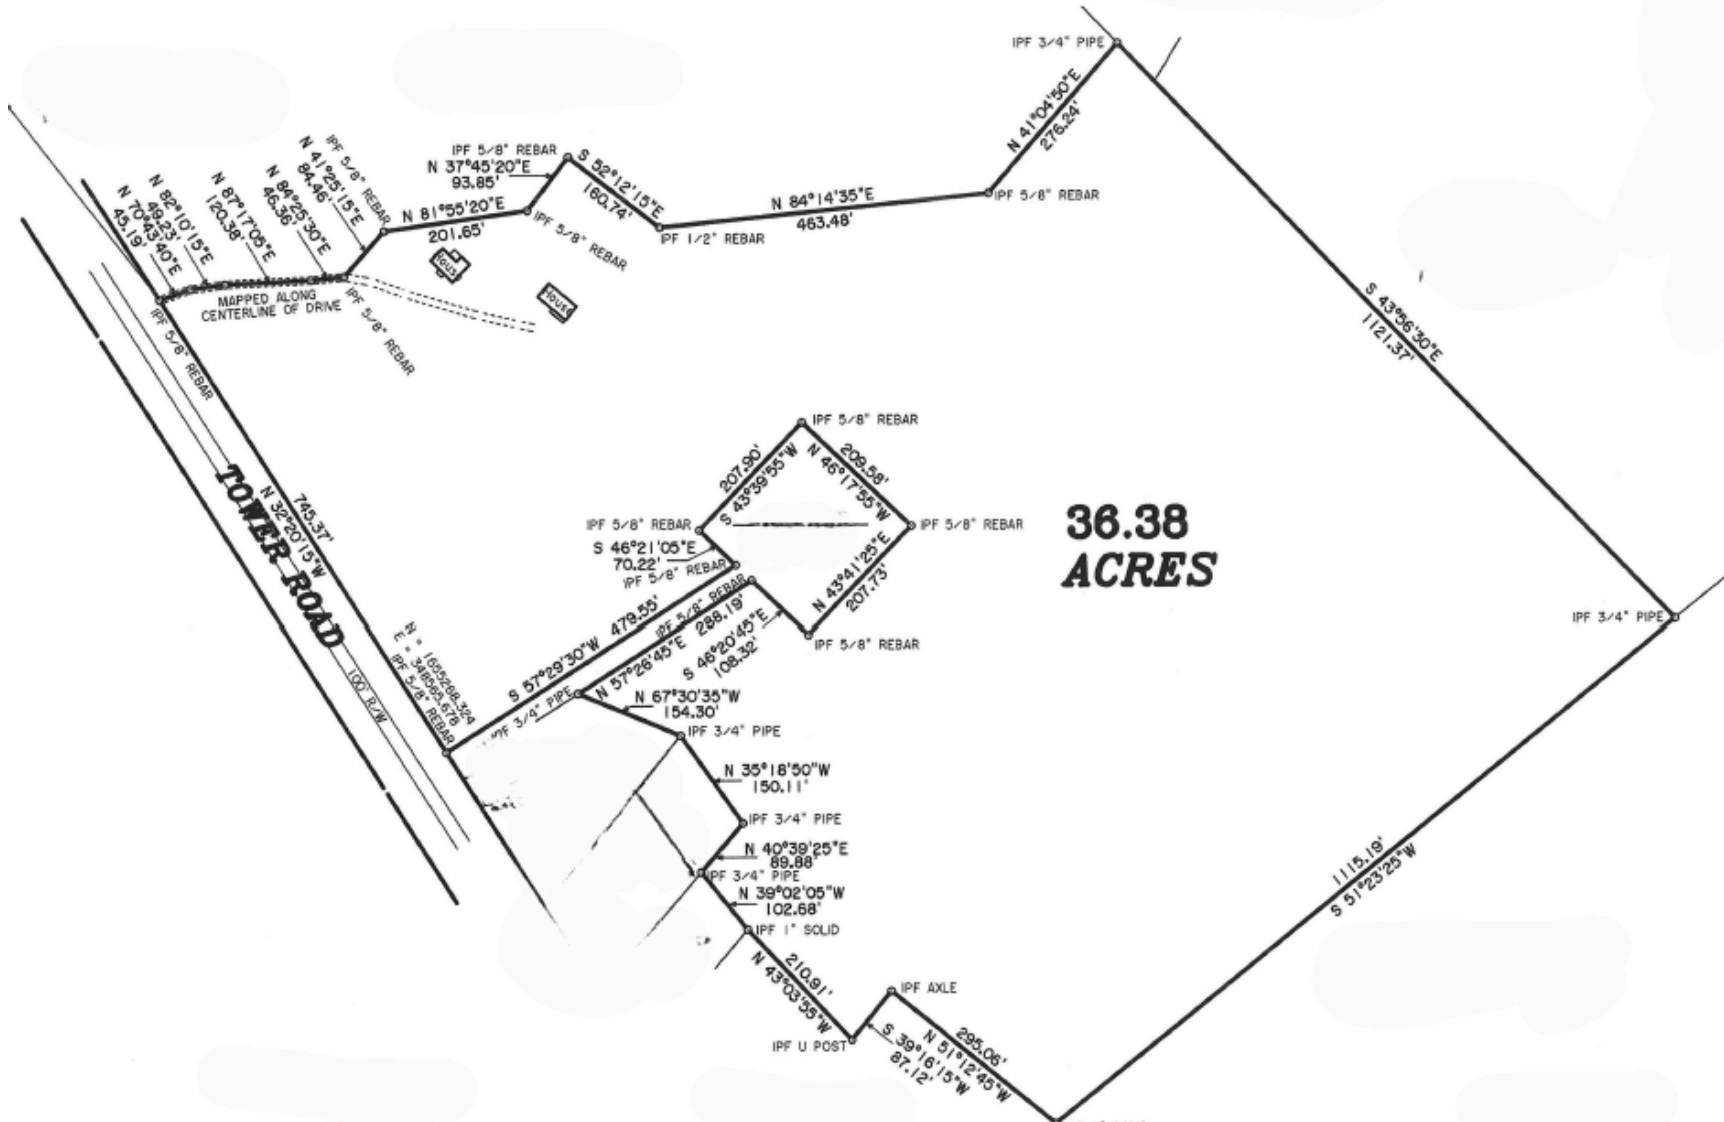 IPF 3/4" PIPE
N 41°04'50"E
276.24'
IPF 5/8" REBAR
N 41°25'15"E
84.46'
N 84°25'30"E
46.36'
N 87°17'05"E
120.38'
N 82°10'15"E
49.23'
N 70°43'40"E
45.19'
IPF 5/8" REBAR
N 37°45'20"E
93.85'
S 52°12'15"E
160.74'
N 81°55'20"E
201.65'
IPF 5/8" REBAR
IPF 1/2" REBAR
N 84°14'35"E
463.48'
IPF 5/8" REBAR
House
House
MAPPED ALONG
CENTERLINE OF DRIVE
IPF 5/8" REBAR
IPF 5/8" REBAR
S 43°56'30"E
1121.37'
IPF 5/8" REBAR
207.90'
S 43°39'55"W
209.58'
N 46°17'55"W
IPF 5/8" REBAR
IPF 5/8" REBAR
S 46°21'05"E
70.22'
IPF 5/8" REBAR
IPF 5/8" REBAR
N 43°41'25"E
207.73'
36.38
ACRES
TOWER ROAD
745.37'
N 32°20'15"W
100' R/W
N = 1655268.324
E = 348565.678
IPF 5/8" REBAR
S 57°29'30"W 479.55'
N 57°26'45"E 288.19'
S 46°20'45"E
108.32'
IPF 5/8" REBAR
IPF 3/4" PIPE
IPF 3/4" PIPE
N 67°30'35"W
154.30'
IPF 3/4" PIPE
N 35°18'50"W
150.11'
IPF 3/4" PIPE
N 40°39'25"E
89.88'
IPF 3/4" PIPE
N 39°02'05"W
102.68'
IPF 1" SOLID
210.91'
N 43°03'55"W
IPF U POST
IPF AXLE
S 39°16'15"W
87.12'
295.06'
N 51°12'45"W
1115.19'
S 51°23'25"W